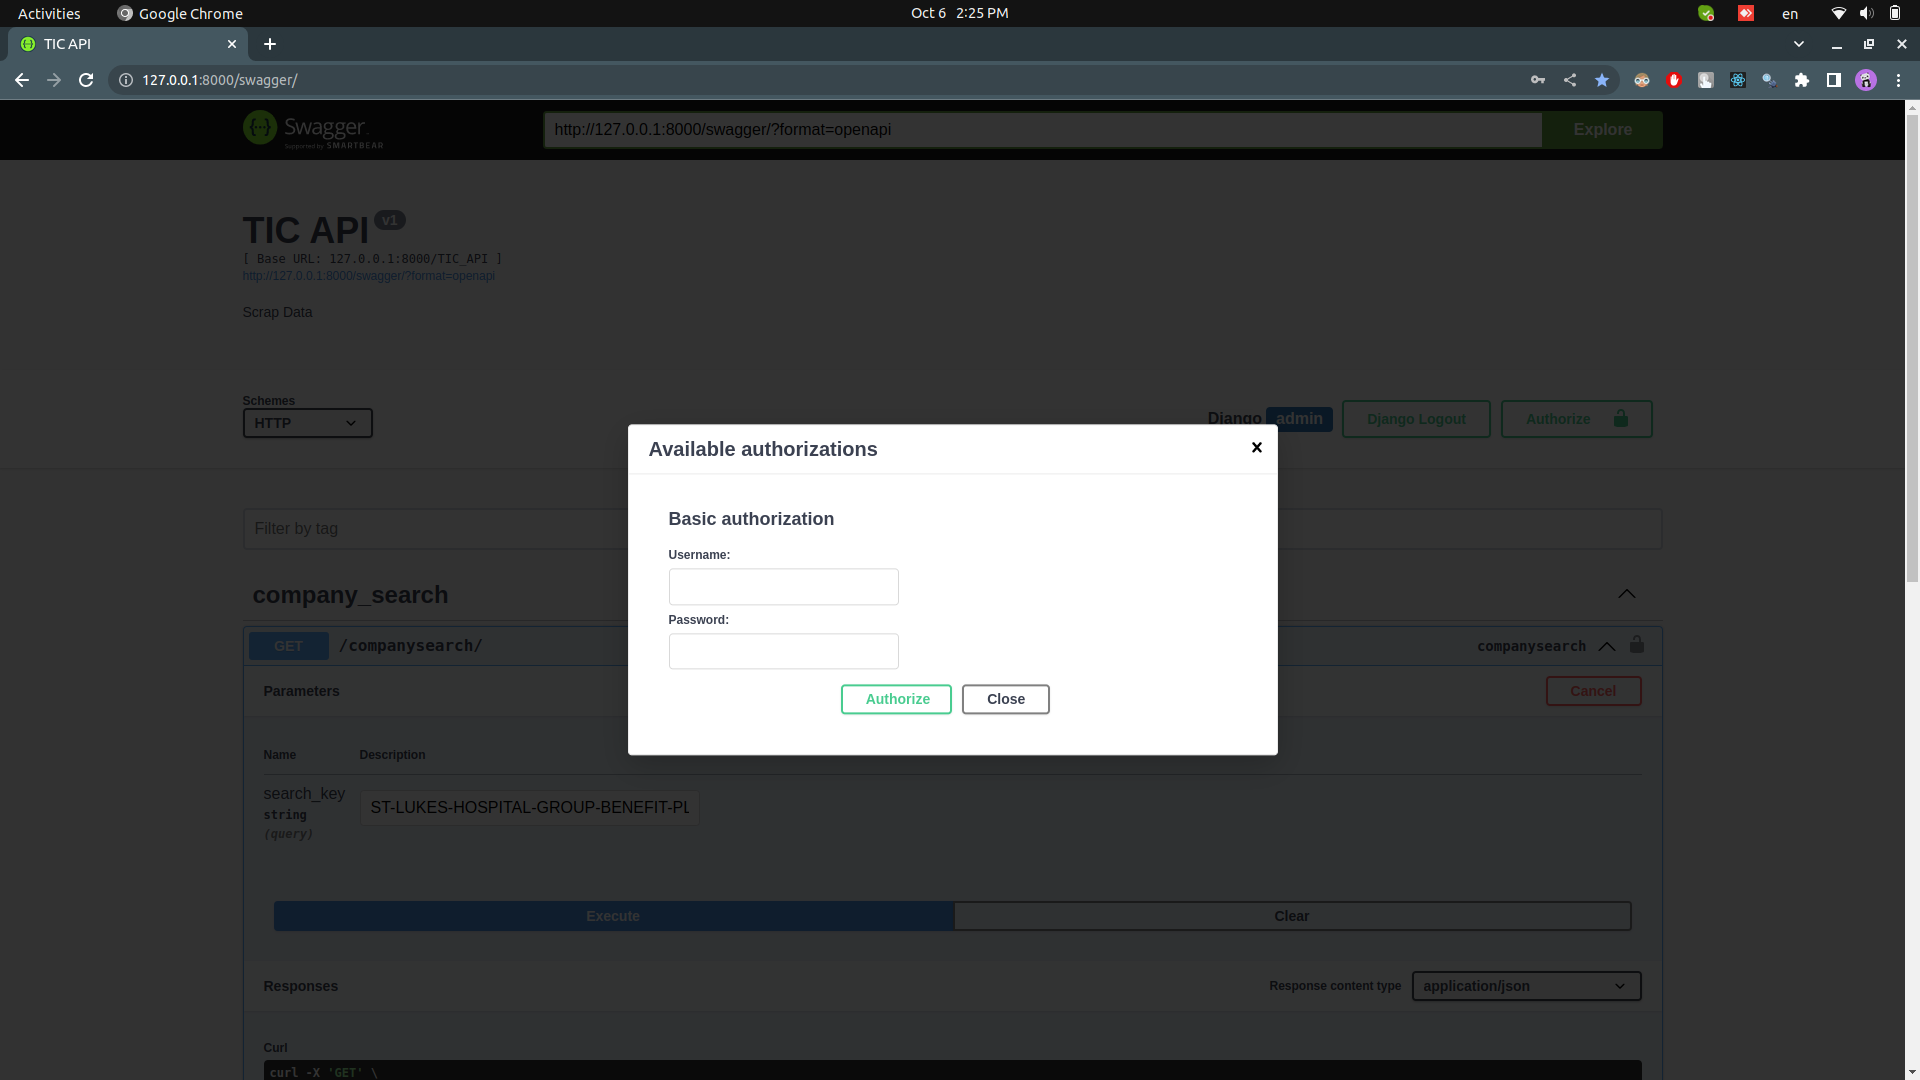 Activities
Google Chrome
Oct 6 2:25 PM
en
TIC API
127.0.0.1:8000/swagger/
Swagger.
Supported by SMARTBEAR
http://127.0.0.1:8000/swagger/?format=openapi
Explore
TIC API v1
[ Base URL: 127.0.0.1:8000/TIC_API ]
http://127.0.0.1:8000/swagger/?format=openapi
Scrap Data
Schemes
HTTP
Django admin
Django Logout
Authorize
Available authorizations
Basic authorization
Username:
Password:
Authorize
Close
Filter by tag
company_search
GET /companysearch/
companysearch
Parameters
Cancel
Name Description
search_key
string
(query)
ST-LUKES-HOSPITAL-GROUP-BENEFIT-PL
Execute
Clear
Responses
Response content type application/json
Curl
curl -X 'GET' \